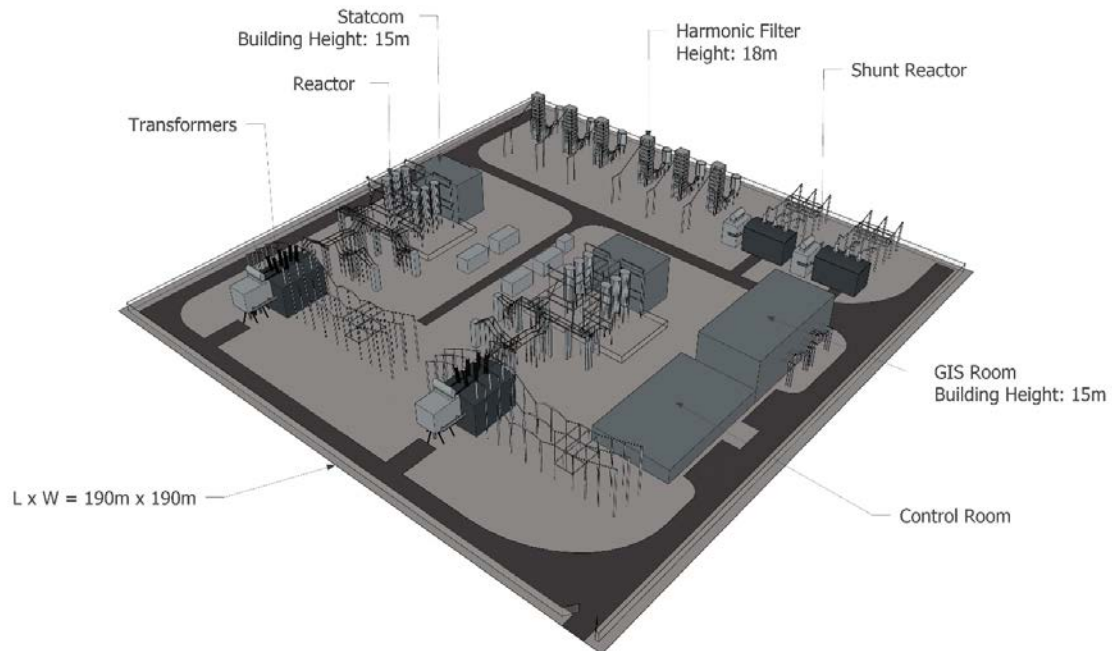 Statcom
Building Height: 15m
Harmonic Filter
Height: 18m
Reactor
Shunt Reactor
Transformers
GIS Room
Building Height: 15m
L x W = 190m x 190m
Control Room